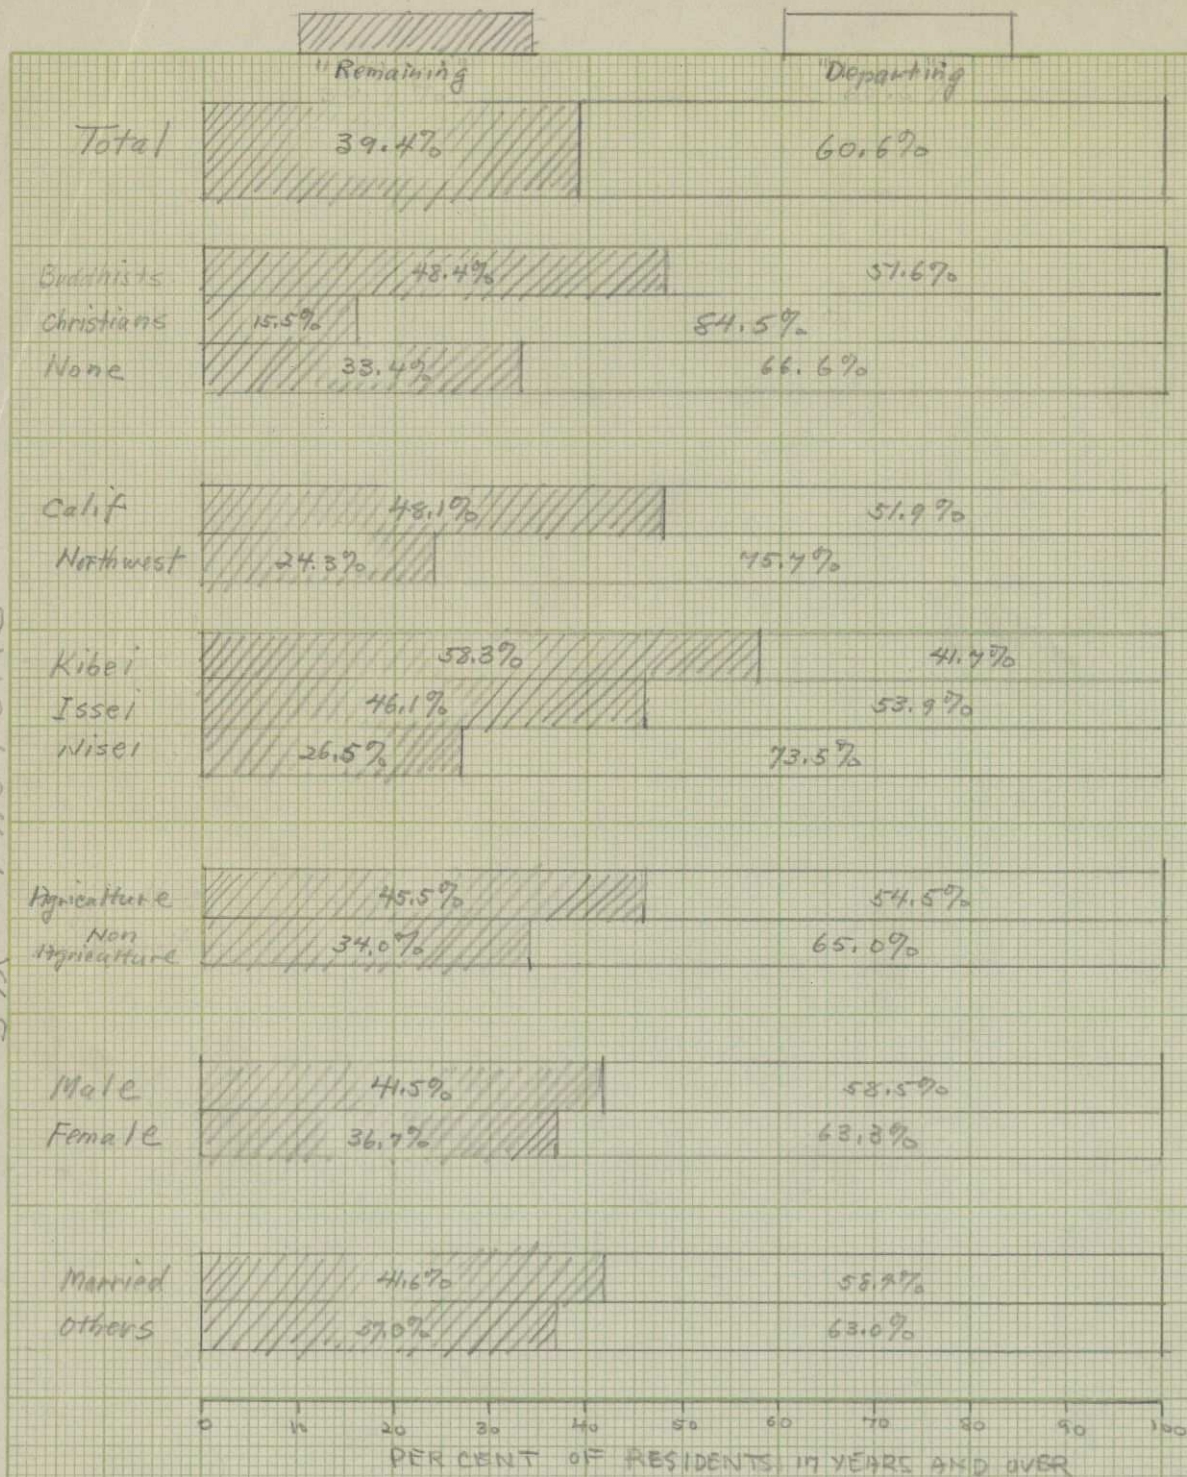 "Remaining "Departing
Total 39.4% 60.6%
Buddhists 48.4% 51.6%
Christians 15.5% 84.5%
None 33.4% 66.6%
Calif 48.1% 51.9%
Northwest 24.3% 75.7%
Kibei 58.3% 41.7%
Issei 46.1% 53.9%
Nisei 26.5% 73.5%
Agriculture 45.5% 54.5%
Non
Agriculture 34.0% 65.0%
Male 41.5% 58.5%
Female 36.7% 63.3%
Married 41.6%
others 37.0% 63.0%
0 10 20 30 40 50 60 70 80 90 100
PER CENT OF RESIDENTS 17 YEARS AND OVER